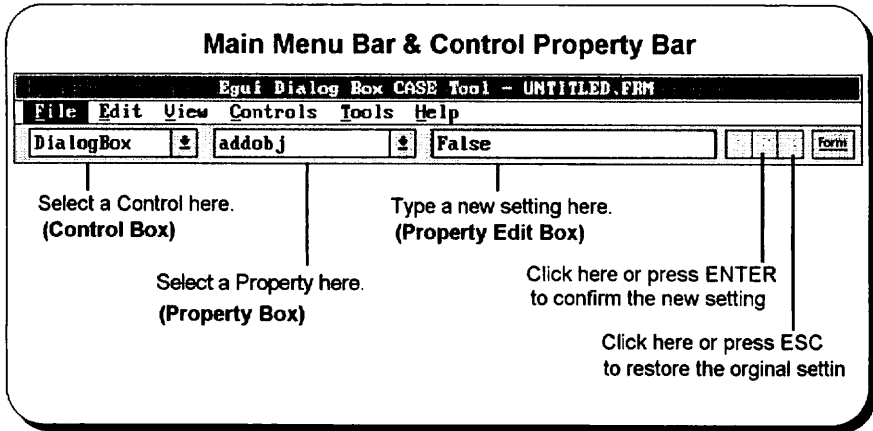 Main Menu Bar & Control Property Bar
Egui Dialog Box CASE Tool - UNTITLED.FRM
File Edit View Controls Tools Help
DialogBox addobj False Form
Select a Control here.
(Control Box)
Type a new setting here.
(Property Edit Box)
Select a Property here.
(Property Box)
Click here or press ENTER
to confirm the new setting
Click here or press ESC
to restore the orginal settin